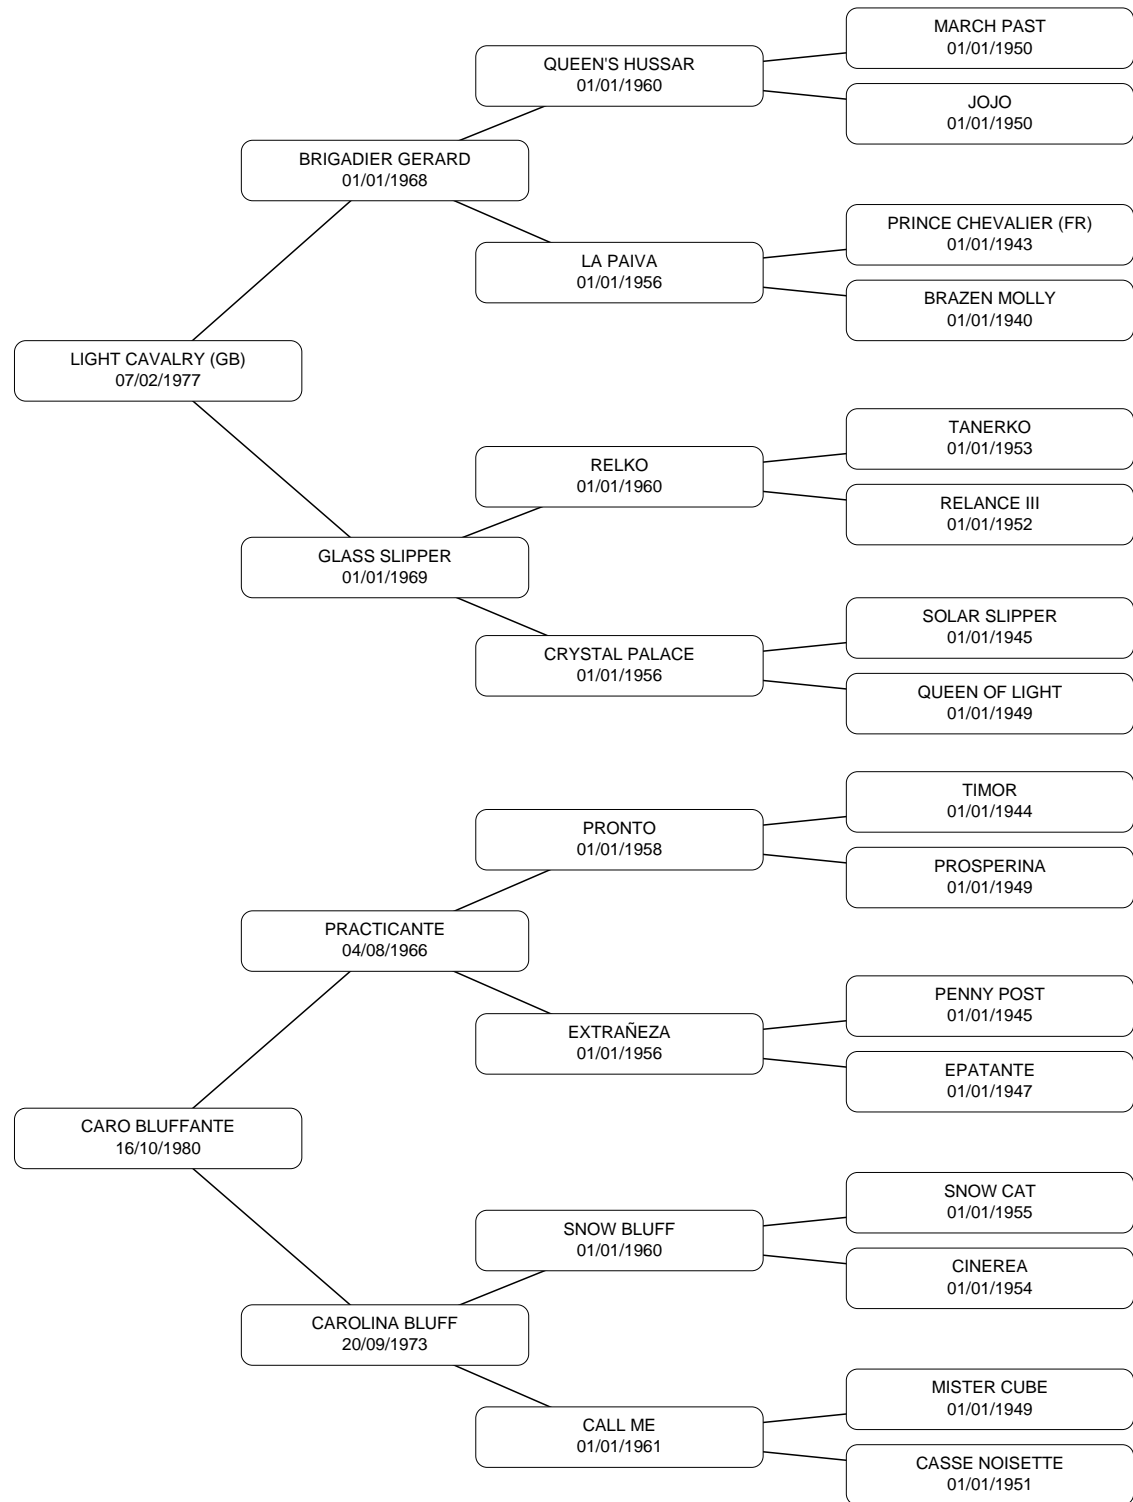 MARCH PAST
01/01/1950
QUEEN'S HUSSAR
01/01/1960
JOJO
01/01/1950
BRIGADIER GERARD
01/01/1968
PRINCE CHEVALIER (FR)
01/01/1943
LA PAIVA
01/01/1956
BRAZEN MOLLY
01/01/1940
LIGHT CAVALRY (GB)
07/02/1977
TANERKO
01/01/1953
RELKO
01/01/1960
RELANCE III
01/01/1952
GLASS SLIPPER
01/01/1969
SOLAR SLIPPER
01/01/1945
CRYSTAL PALACE
01/01/1956
QUEEN OF LIGHT
01/01/1949
TIMOR
01/01/1944
PRONTO
01/01/1958
PROSPERINA
01/01/1949
PRACTICANTE
04/08/1966
PENNY POST
01/01/1945
EXTRAÑEZA
01/01/1956
EPATANTE
01/01/1947
CARO BLUFFANTE
16/10/1980
SNOW CAT
01/01/1955
SNOW BLUFF
01/01/1960
CINEREA
01/01/1954
CAROLINA BLUFF
20/09/1973
MISTER CUBE
01/01/1949
CALL ME
01/01/1961
CASSE NOISETTE
01/01/1951